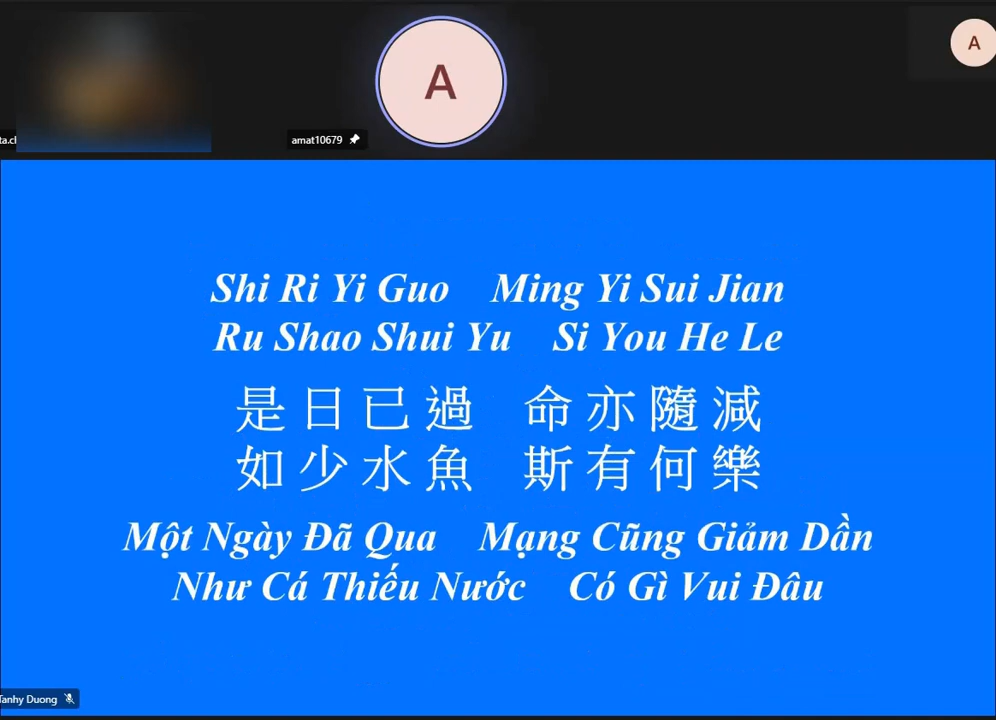 A
A
ta.cl
amat10679
Shi Ri Yi Guo Ming Yi Sui Jian
Ru Shao Shui Yu Si You He Le
是日已過 命亦隨減
如少水魚 斯有何樂
Một Ngày Đã Qua Mạng Cũng Giảm Dần
Như Cá Thiếu Nước Có Gì Vui Đâu
Tanhy Duong